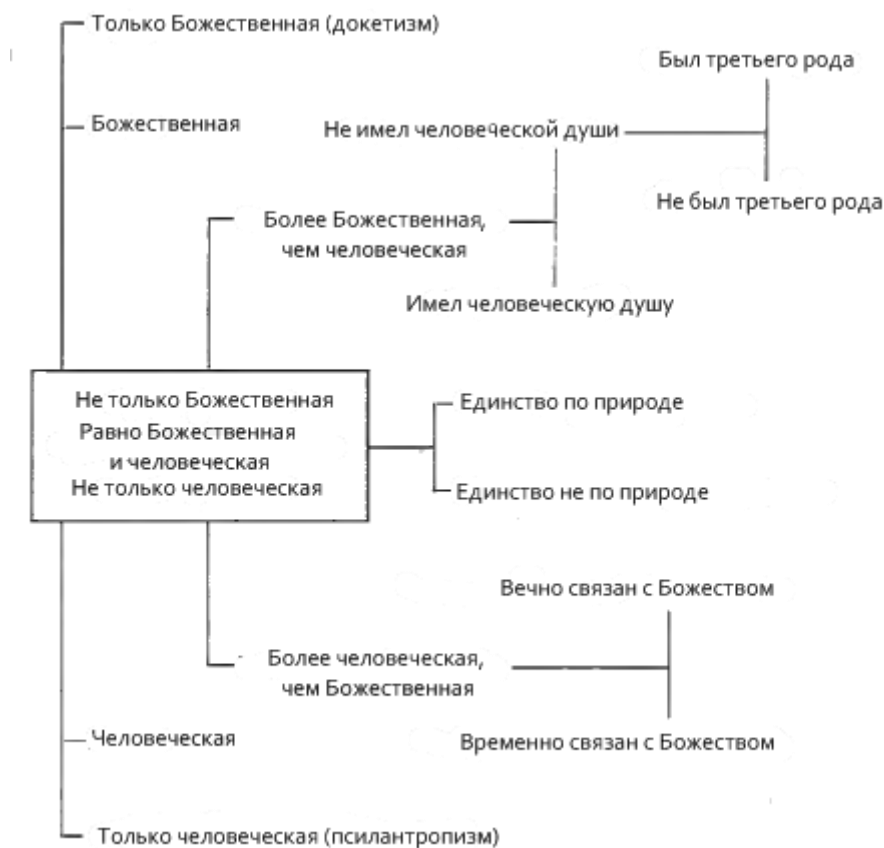 Только Божественная (докетизм)
Был третьего рода
Божественная
Не имел человеческой души
Не был третьего рода
Более Божественная,
чем человеческая
Имел человеческую душу
Не только Божественная
Равно Божественная
и человеческая
Не только человеческая
Единство по природе
Единство не по природе
Вечно связан с Божеством
Более человеческая,
чем Божественная
Человеческая
Временно связан с Божеством
Только человеческая (псилантропизм)